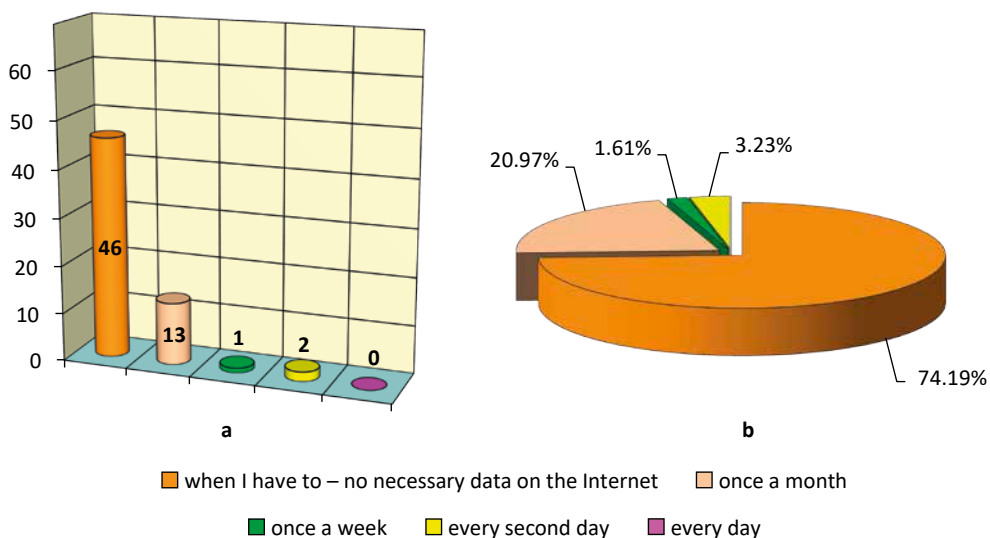 60
50
40
30
20
10
0
46
13
1
2
0
a
20.97%
1.61%
3.23%
74.19%
b
when I have to – no necessary data on the Internet
once a month
once a week
every second day
every day